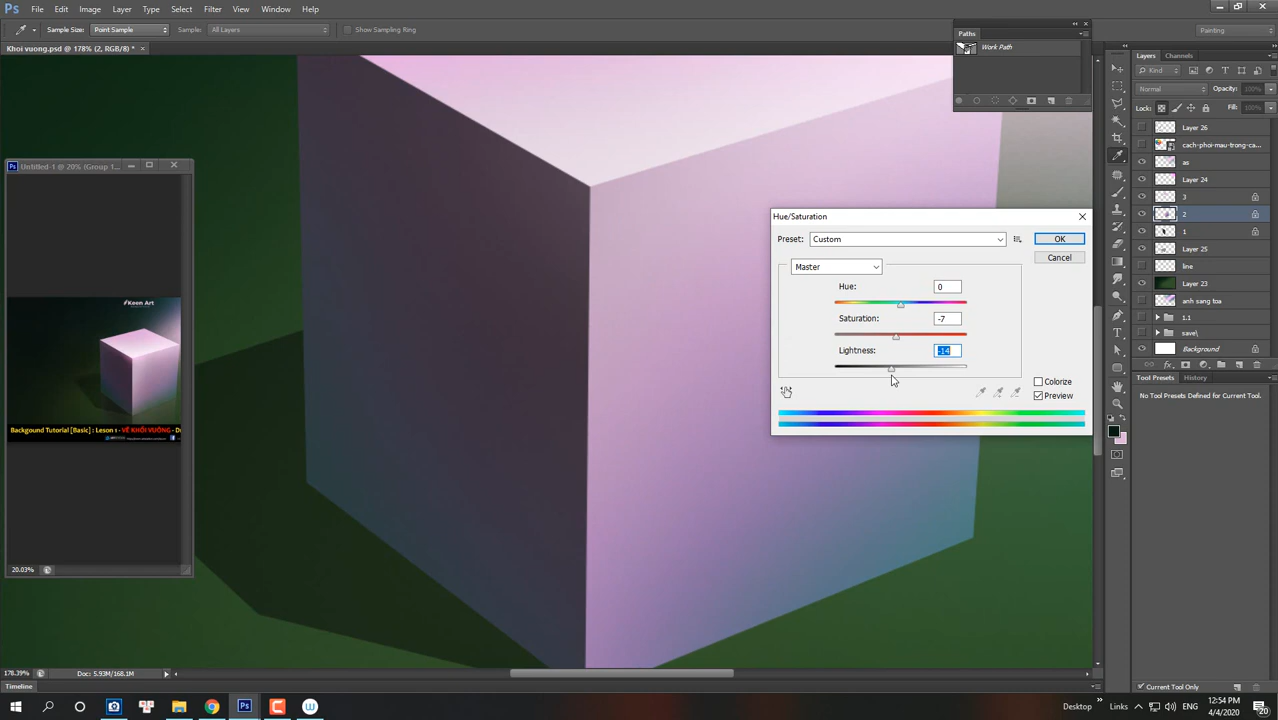 Ps File Edit Image Layer Type Select Filter View Window Help
Sample Size: Point Sample Sample: All Layers Show Sampling Ring Painting
Khoi vuong.psd @ 178% (2, RGB/8) * ×
Paths
Work Path
Layers Channels
Kind
Normal Opacity: 100%
Lock: Fill: 100%
Layer 26
cach-phoi-mau-trong-ca...
as
Layer 24
3
2
1
Layer 25
line
Layer 23
anh sang toa
1.1
save\
Background
Tool Presets History
No Tool Presets Defined for Current Tool.
Current Tool Only
Untitled-1 @ 20% (Group 1...
Keen Art
Backgound Tutorial [Basic] : Leson 1 - VẼ KHỐI VUÔNG - D
20.03%
Hue/Saturation
Preset: Custom
OK
Cancel
Master
Hue: 0
Saturation: -7
Lightness: -14
Colorize
Preview
178.39% Doc: 5.93M/168.1M
Timeline
Desktop Links ENG 12:54 PM
4/4/2020